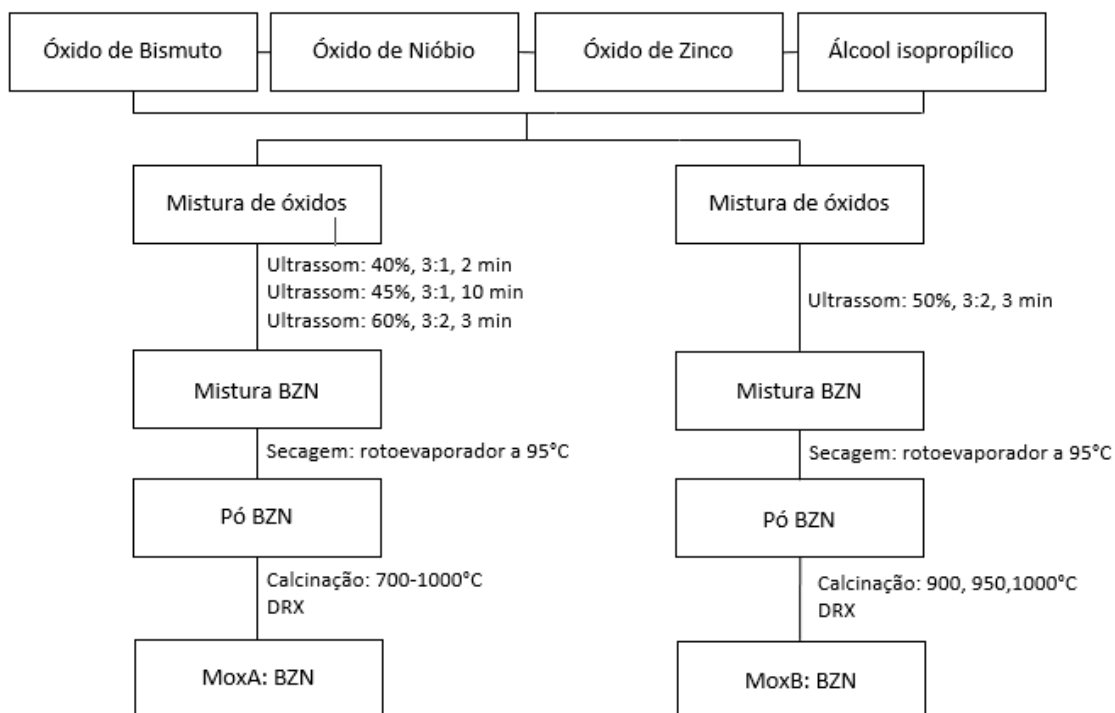 Óxido de Bismuto
Óxido de Nióbio
Óxido de Zinco
Álcool isopropílico
Mistura de óxidos
Mistura de óxidos
Ultrassom: 40%, 3:1, 2 min
Ultrassom: 45%, 3:1, 10 min
Ultrassom: 60%, 3:2, 3 min
Ultrassom: 50%, 3:2, 3 min
Mistura BZN
Mistura BZN
Secagem: rotoevaporador a 95°C
Secagem: rotoevaporador a 95°C
Pó BZN
Pó BZN
Calcinação: 700-1000°C
DRX
Calcinação: 900, 950,1000°C
DRX
MoxA: BZN
MoxB: BZN